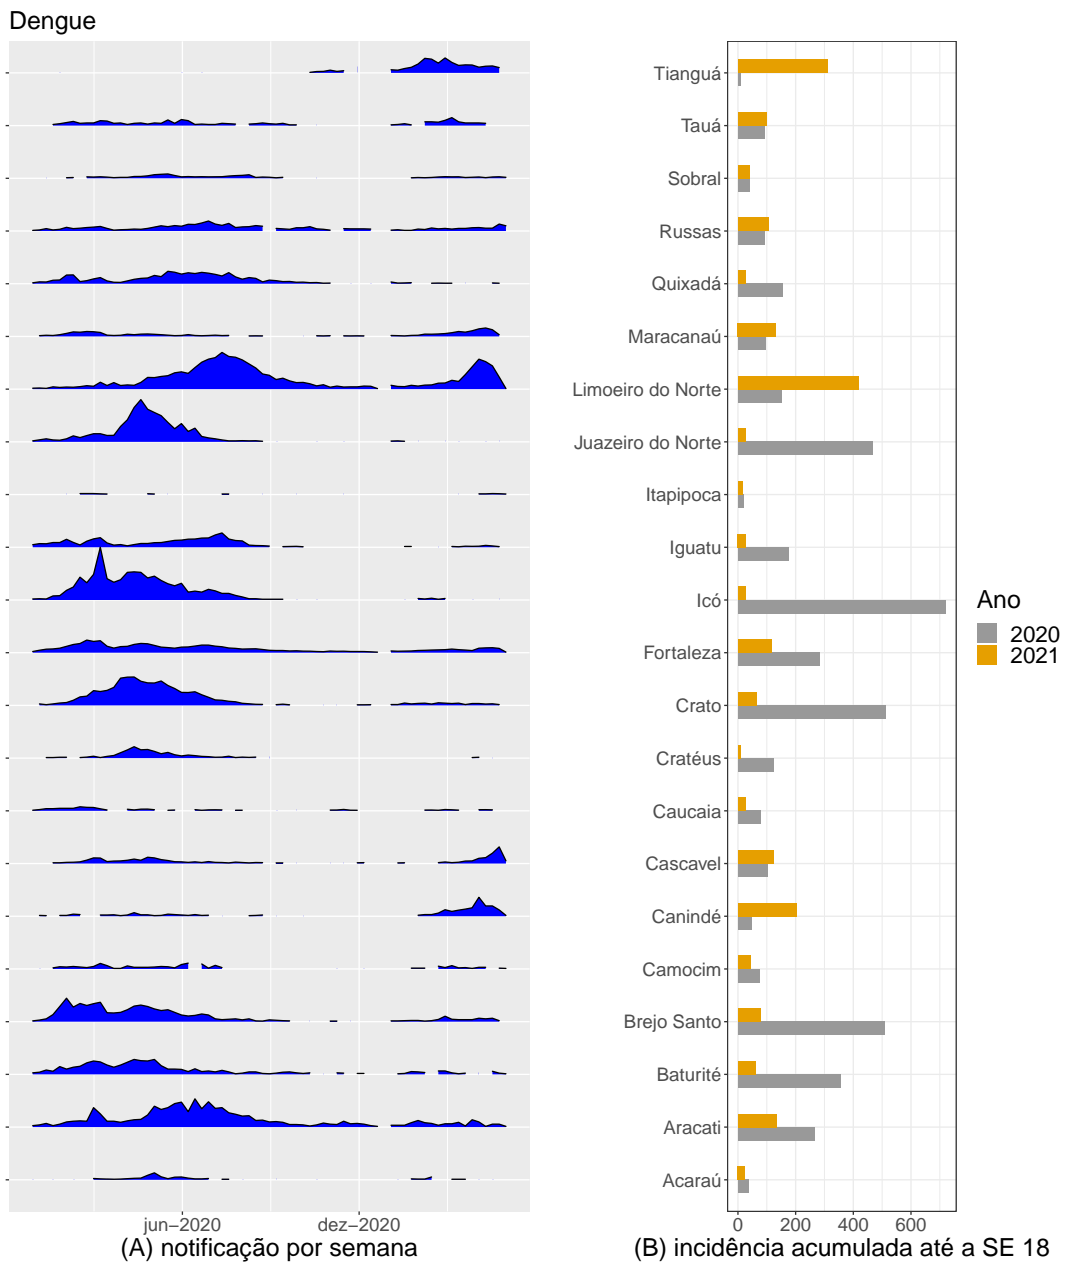 Dengue
Tianguá
Tauá
Sobral
Russas
Quixadá
Maracanaú
Limoeiro do Norte
Juazeiro do Norte
Itapipoca
Iguatu
Icó
Fortaleza
Crato
Cratéus
Caucaia
Cascavel
Canindé
Camocim
Brejo Santo
Baturité
Aracati
Acaraú
Ano
2020
2021
jun−2020 dez−2020
0 200 400 600
(A) notificação por semana
(B) incidência acumulada até a SE 18